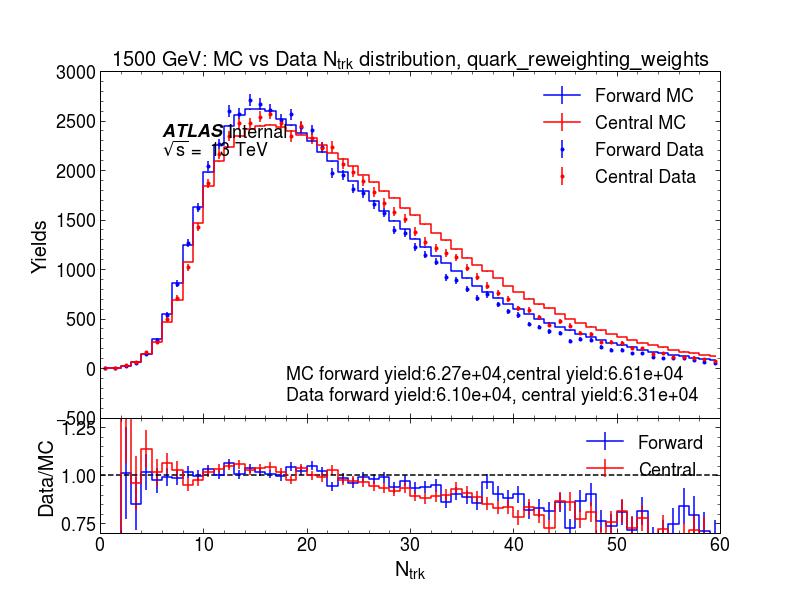 1500 GeV: MC vs Data N_trk distribution, quark_reweighting_weights
3000
2500
2000
1500
1000
500
0
−500
Yields
ATLAS Internal
√s = 13 TeV
Forward MC
Central MC
Forward Data
Central Data
MC forward yield:6.27e+04,central yield:6.61e+04
Data forward yield:6.10e+04, central yield:6.31e+04
1.25
1.00
0.75
Data/MC
Forward
Central
0 10 20 30 40 50 60
N_trk